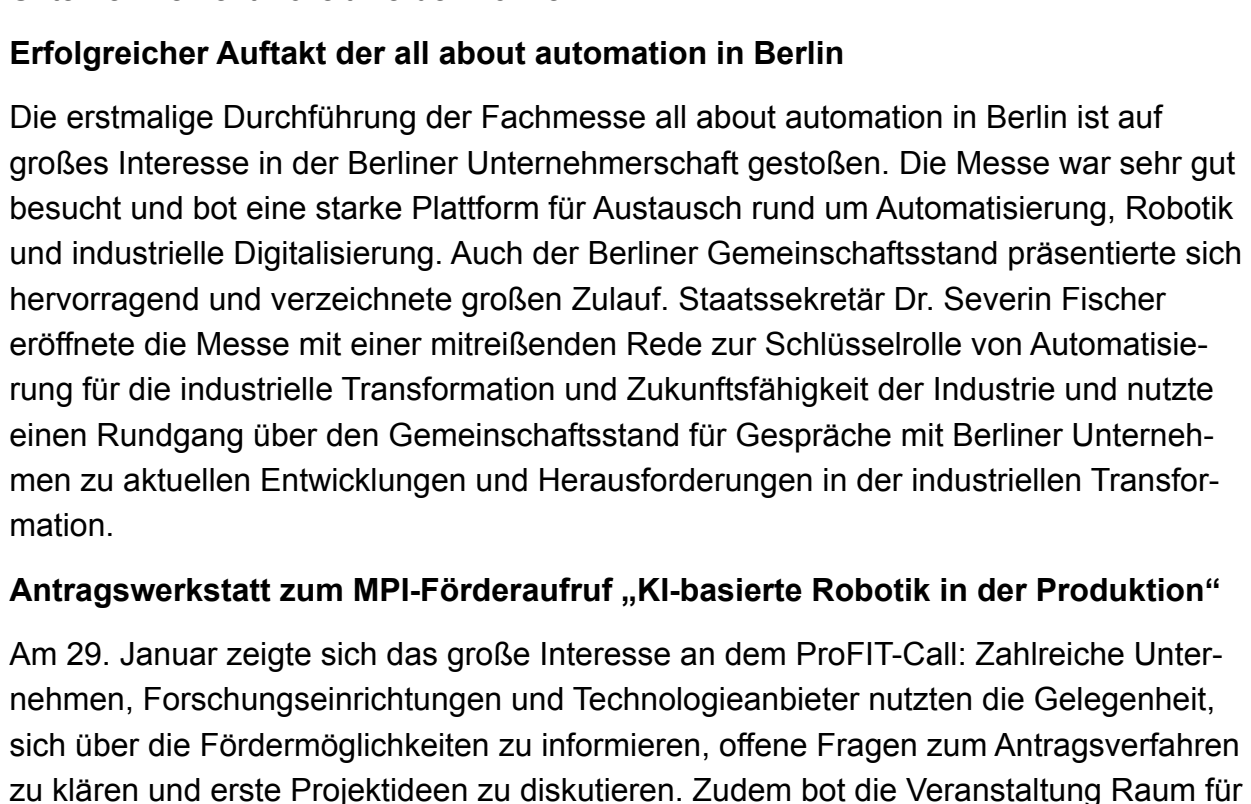 Erfolgreicher Auftakt der all about automation in Berlin
Die erstmalige Durchführung der Fachmesse all about automation in Berlin ist auf
großes Interesse in der Berliner Unternehmerschaft gestoßen. Die Messe war sehr gut
besucht und bot eine starke Plattform für Austausch rund um Automatisierung, Robotik
und industrielle Digitalisierung. Auch der Berliner Gemeinschaftsstand präsentierte sich
hervorragend und verzeichnete großen Zulauf. Staatssekretär Dr. Severin Fischer
eröffnete die Messe mit einer mitreißenden Rede zur Schlüsselrolle von Automatisie-
rung für die industrielle Transformation und Zukunftsfähigkeit der Industrie und nutzte
einen Rundgang über den Gemeinschaftsstand für Gespräche mit Berliner Unterneh-
men zu aktuellen Entwicklungen und Herausforderungen in der industriellen Transfor-
mation.
Antragswerkstatt zum MPI-Förderaufruf „KI-basierte Robotik in der Produktion“
Am 29. Januar zeigte sich das große Interesse an dem ProFIT-Call: Zahlreiche Unter-
nehmen, Forschungseinrichtungen und Technologieanbieter nutzten die Gelegenheit,
sich über die Fördermöglichkeiten zu informieren, offene Fragen zum Antragsverfahren
zu klären und erste Projektideen zu diskutieren. Zudem bot die Veranstaltung Raum für